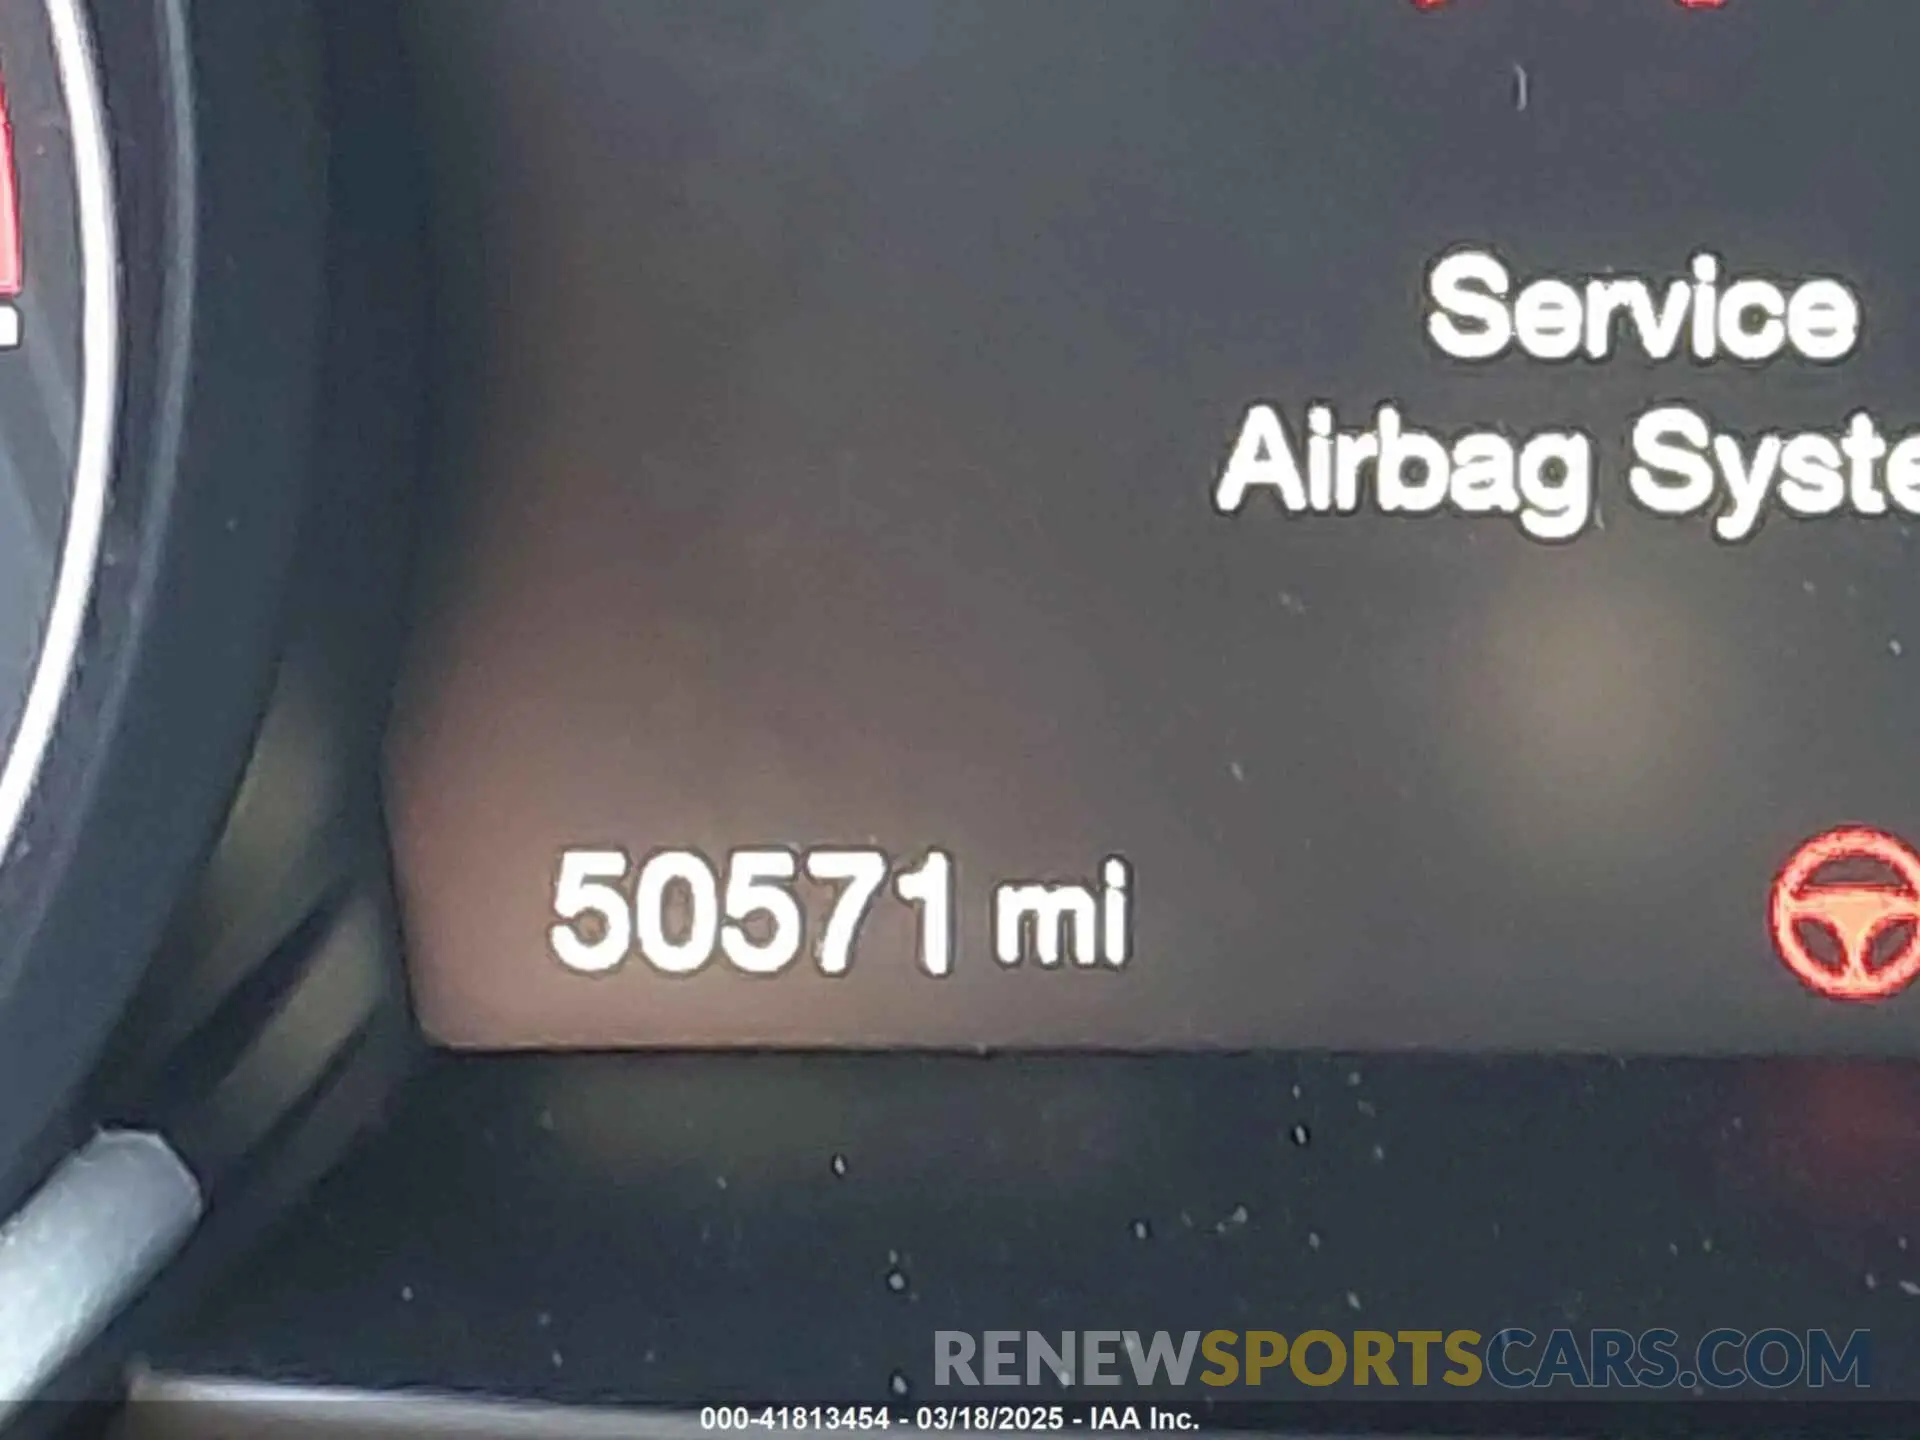 Service
Airbag Syste
50571 mi
RENEWSPORTSCARS.COM
000-41813454 - 03/18/2025 - IAA Inc.